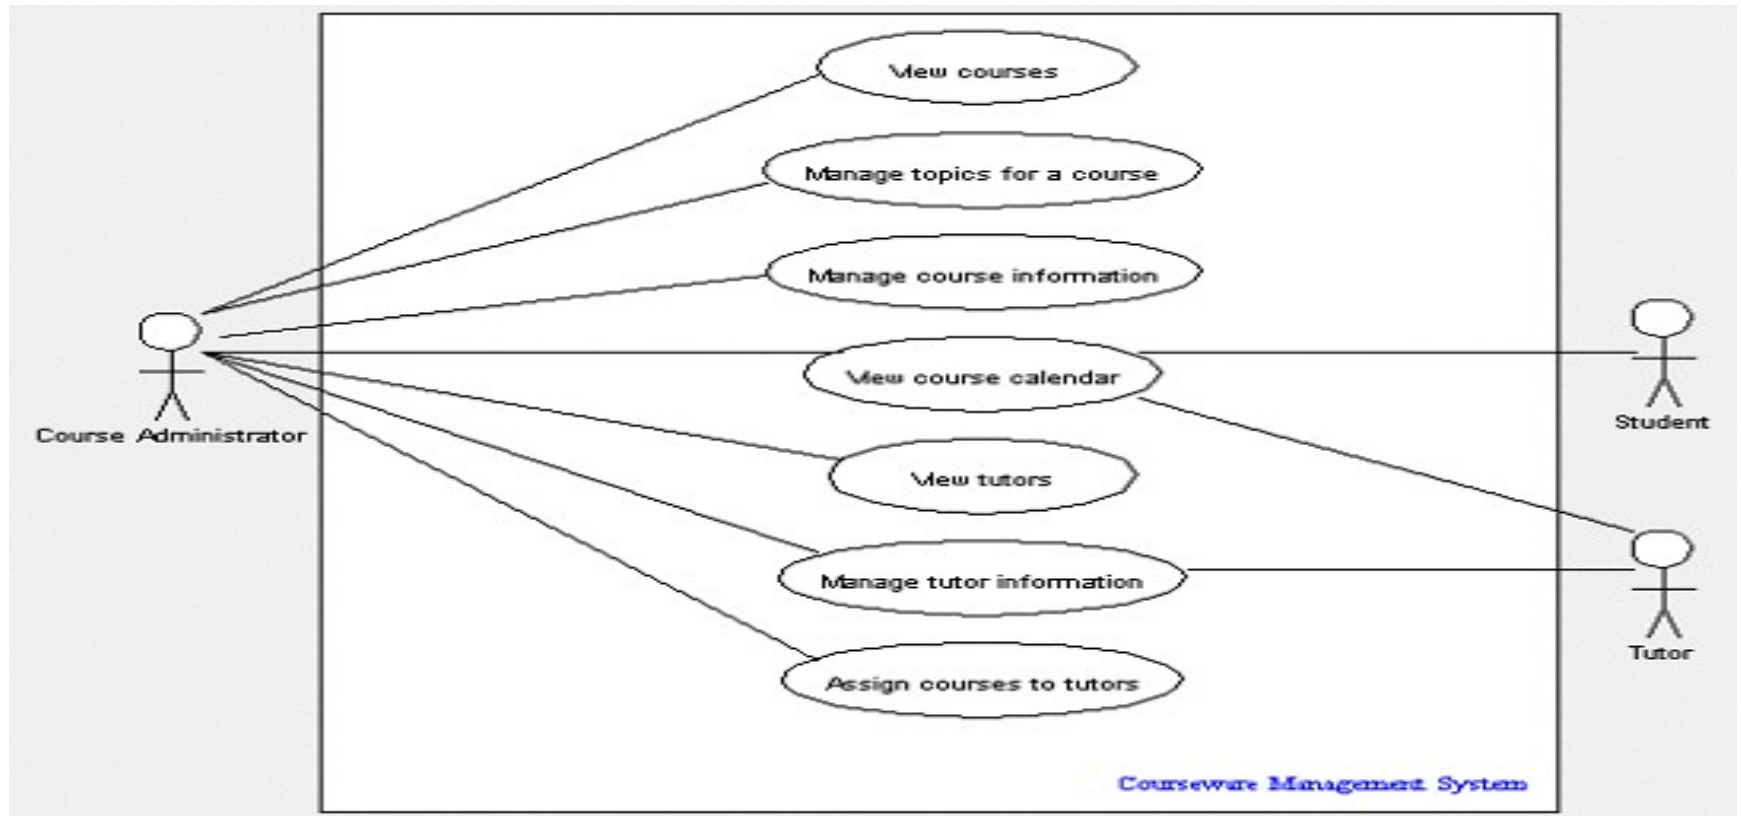 View courses
Manage topics for a course
Manage course information
View course calendar
Course Administrator
Student
View tutors
Manage tutor information
Tutor
Assign courses to tutors
Courseware Management System